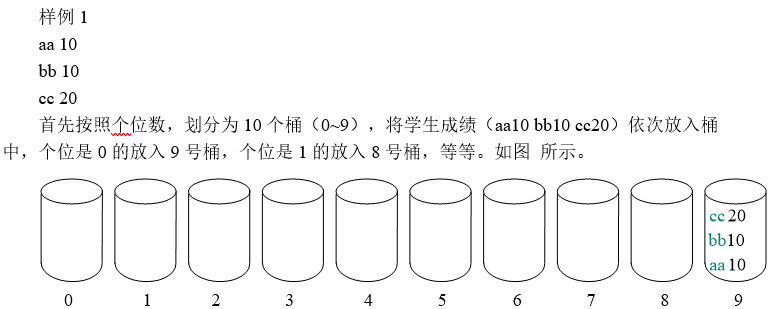 样例 1
aa 10
bb 10
cc 20
首先按照个位数，划分为 10 个桶（0~9），将学生成绩（aa10 bb10 cc20）依次放入桶
中，个位是 0 的放入 9 号桶，个位是 1 的放入 8 号桶，等等。如图 所示。
cc 20
bb10
aa 10
0 1 2 3 4 5 6 7 8 9